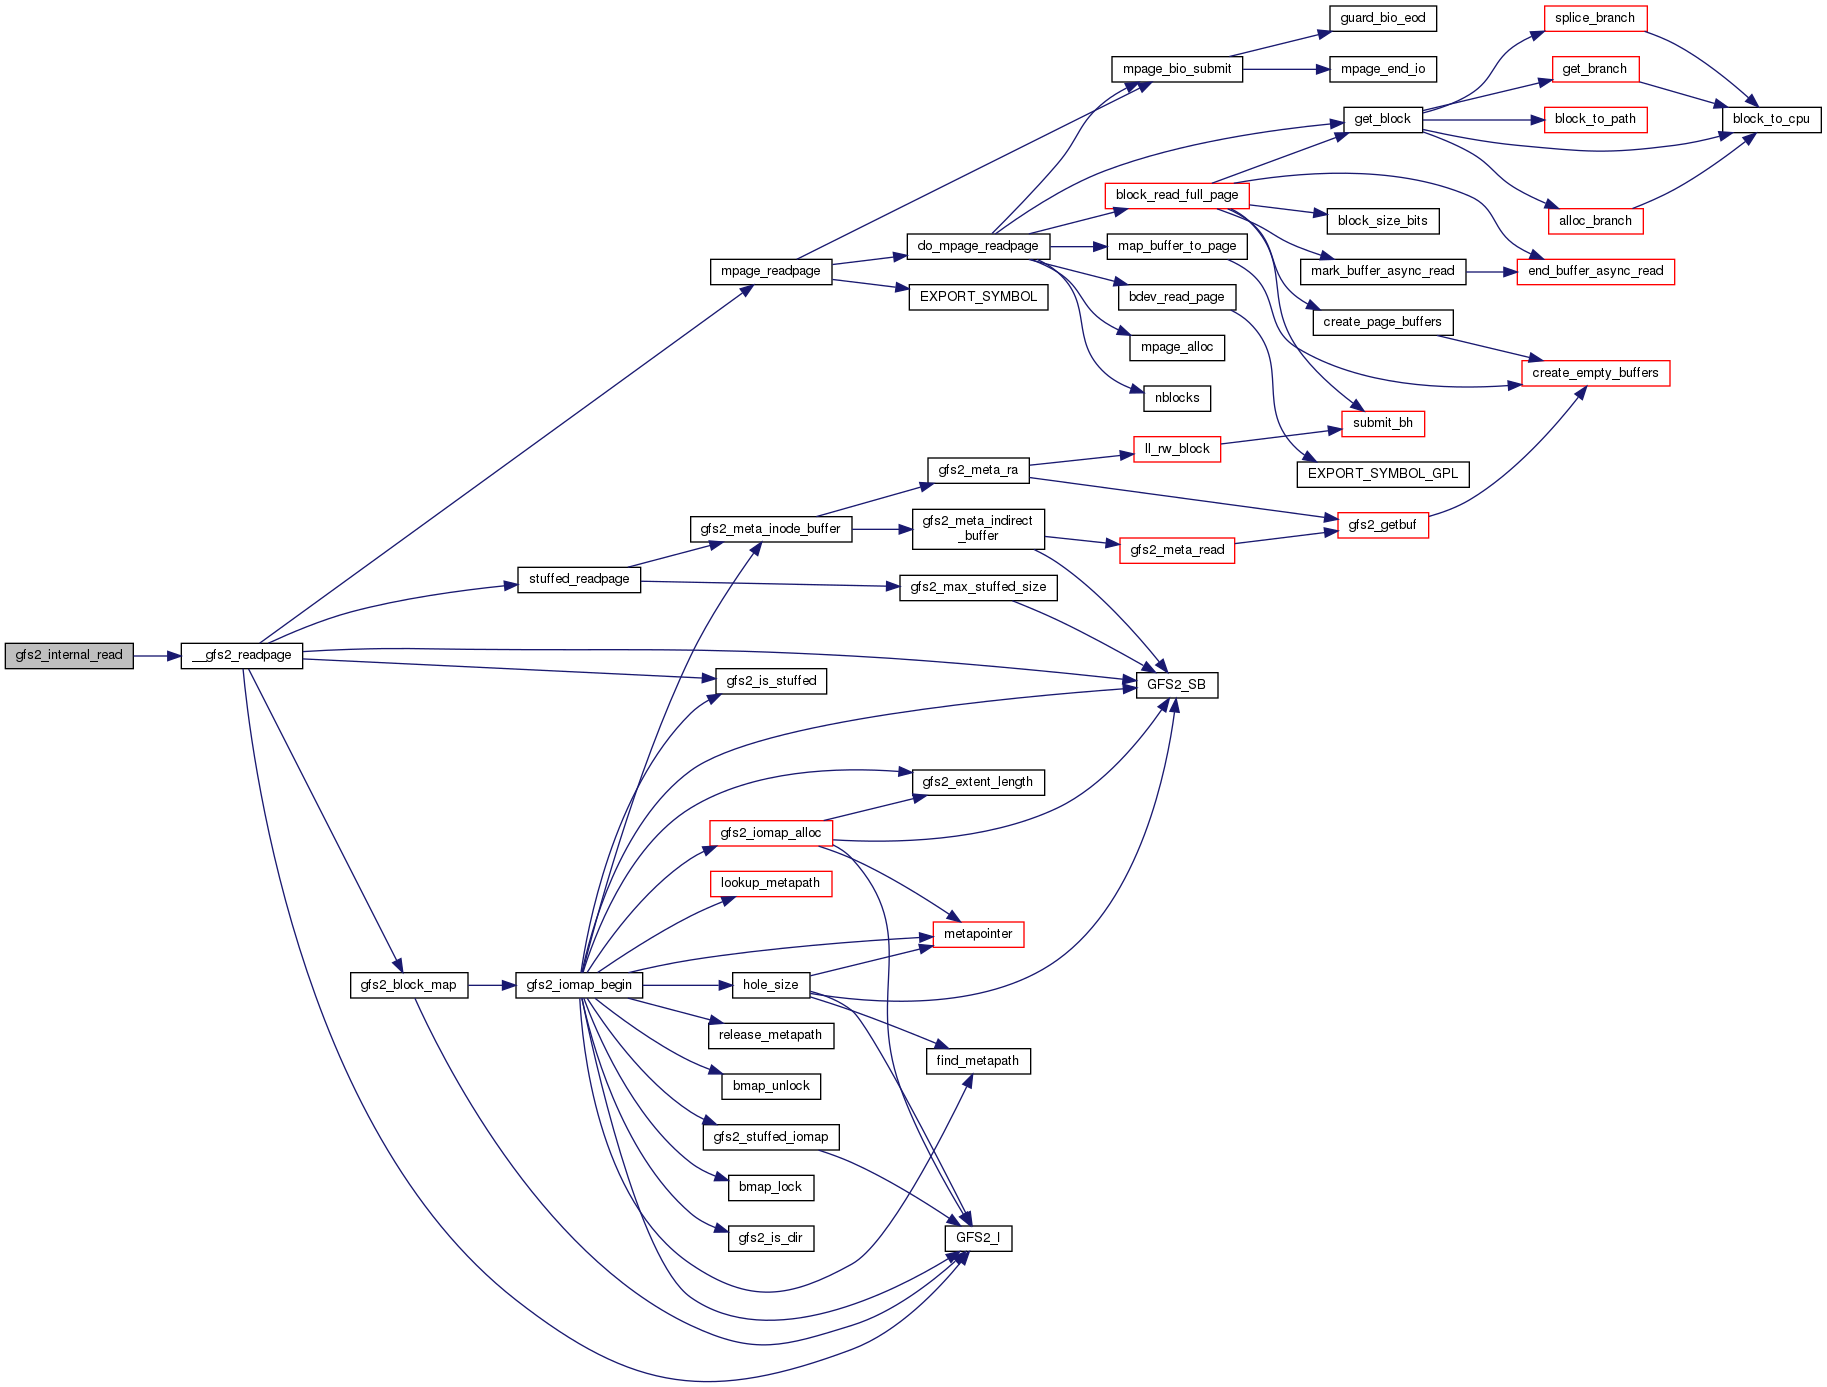 guard_bio_eod
splice_branch
mpage_bio_submit
mpage_end_io
get_branch
get_block
block_to_path
block_to_cpu
block_read_full_page
block_size_bits
alloc_branch
do_mpage_readpage
map_buffer_to_page
mpage_readpage
mark_buffer_async_read
end_buffer_async_read
EXPORT_SYMBOL
bdev_read_page
create_page_buffers
mpage_alloc
create_empty_buffers
nblocks
submit_bh
ll_rw_block
gfs2_meta_ra
EXPORT_SYMBOL_GPL
gfs2_meta_inode_buffer
gfs2_meta_indirect
_buffer
gfs2_getbuf
gfs2_meta_read
stuffed_readpage
gfs2_max_stuffed_size
gfs2_internal_read
__gfs2_readpage
gfs2_is_stuffed
GFS2_SB
gfs2_extent_length
gfs2_iomap_alloc
lookup_metapath
metapointer
gfs2_block_map
gfs2_iomap_begin
hole_size
release_metapath
find_metapath
bmap_unlock
gfs2_stuffed_iomap
bmap_lock
gfs2_is_dir
GFS2_I